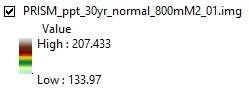 PRISM_ppt_30yr_normal_800mM2_01.img
Value
High : 207.433
Low : 133.97